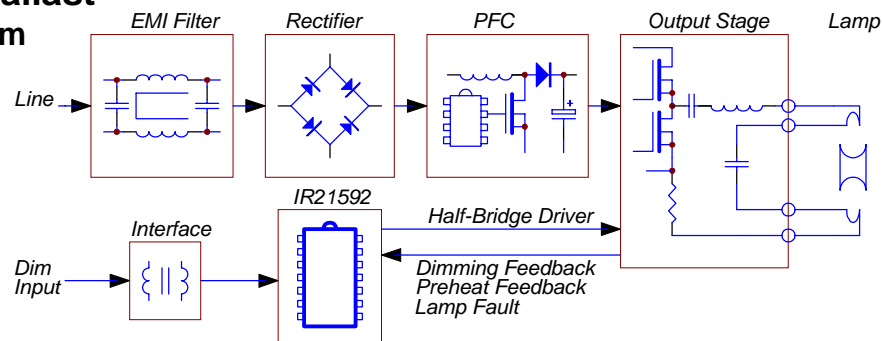 EMI Filter
Rectifier
PFC
Output Stage
Lamp
Line
+
IR21592
Interface
Half-Bridge Driver
Dim
Input
Dimming Feedback
Preheat Feedback
Lamp Fault